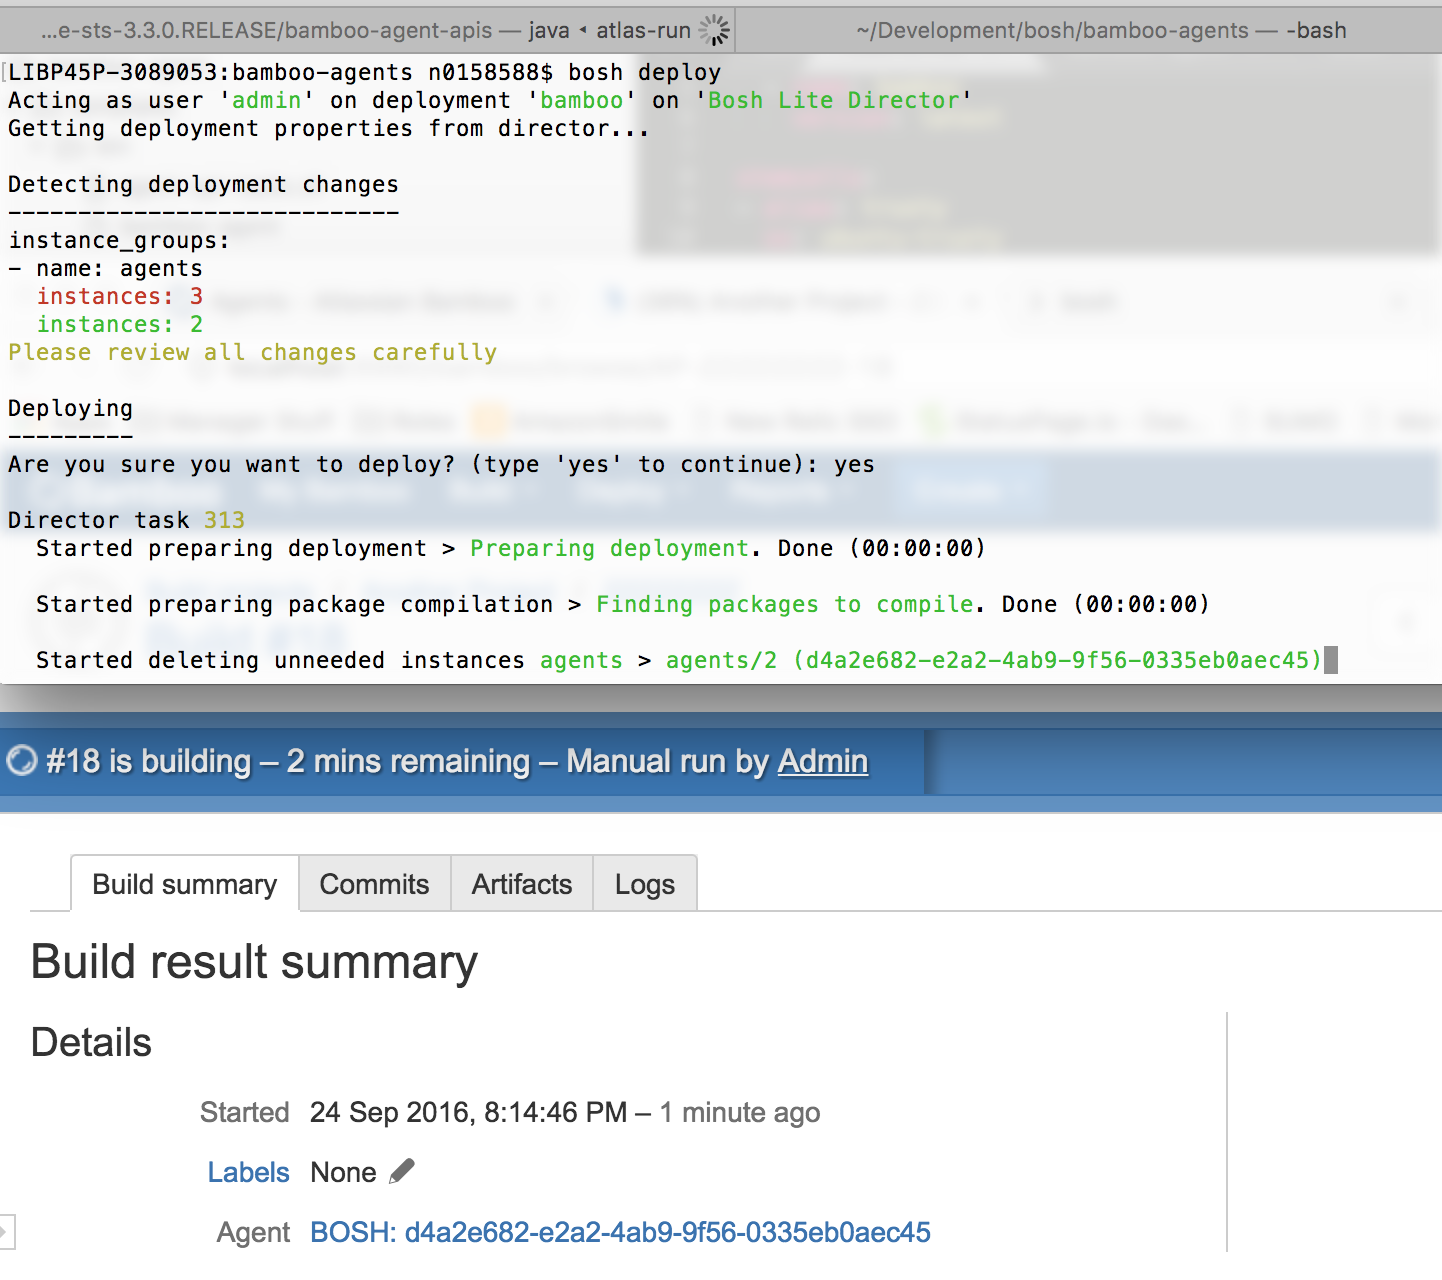 ...e-sts-3.3.0.RELEASE/bamboo-agent-apis — java ◂ atlas-run
~/Development/bosh/bamboo-agents — -bash
LIBP45P-3089053:bamboo-agents n0158588$ bosh deploy
Acting as user 'admin' on deployment 'bamboo' on 'Bosh Lite Director'
Getting deployment properties from director...
Detecting deployment changes
----------------------------
instance_groups:
- name: agents
instances: 3
instances: 2
Please review all changes carefully
Deploying
---------
Are you sure you want to deploy? (type 'yes' to continue): yes
Director task 313
Started preparing deployment > Preparing deployment. Done (00:00:00)
Started preparing package compilation > Finding packages to compile. Done (00:00:00)
Started deleting unneeded instances agents > agents/2 (d4a2e682-e2a2-4ab9-9f56-0335eb0aec45)
#18 is building – 2 mins remaining – Manual run by Admin
Build summary
Commits
Artifacts
Logs
Build result summary
Details
Started 24 Sep 2016, 8:14:46 PM – 1 minute ago
Labels None
Agent BOSH: d4a2e682-e2a2-4ab9-9f56-0335eb0aec45